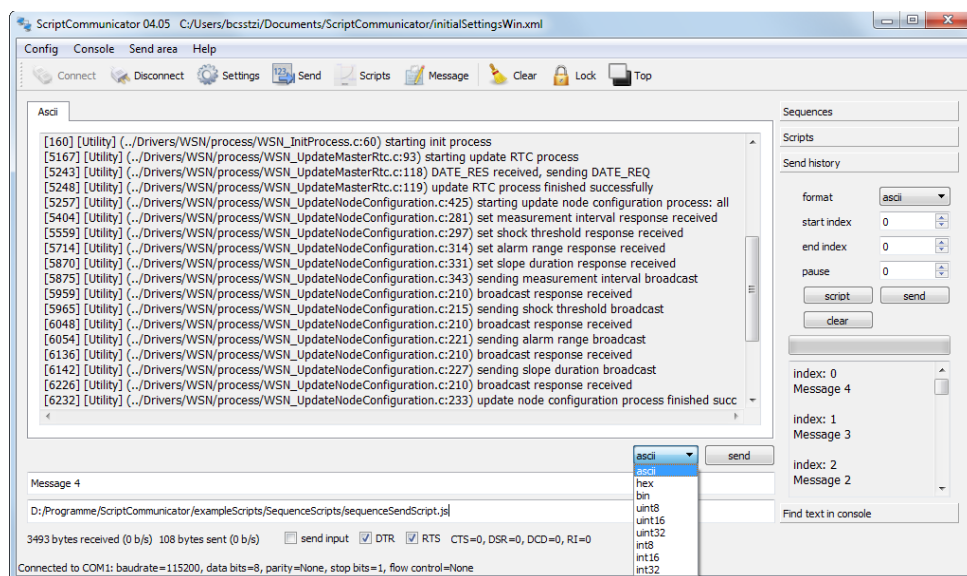 ScriptCommunicator 04.05 C:/Users/bcsstzi/Documents/ScriptCommunicator/initialSettingsWin.xml
Config Console Send area Help
Connect Disconnect Settings 123 Send Scripts Message Clear Lock Top
Ascii
[160] [Utility] (../Drivers/WSN/process/WSN_InitProcess.c:60) starting init process
[5167] [Utility] (../Drivers/WSN/process/WSN_UpdateMasterRtc.c:93) starting update RTC process
[5243] [Utility] (../Drivers/WSN/process/WSN_UpdateMasterRtc.c:118) DATE_RES received, sending DATE_REQ
[5248] [Utility] (../Drivers/WSN/process/WSN_UpdateMasterRtc.c:119) update RTC process finished successfully
[5257] [Utility] (../Drivers/WSN/process/WSN_UpdateNodeConfiguration.c:425) starting update node configuration process: all
[5404] [Utility] (../Drivers/WSN/process/WSN_UpdateNodeConfiguration.c:281) set measurement interval response received
[5559] [Utility] (../Drivers/WSN/process/WSN_UpdateNodeConfiguration.c:297) set shock threshold response received
[5714] [Utility] (../Drivers/WSN/process/WSN_UpdateNodeConfiguration.c:314) set alarm range response received
[5870] [Utility] (../Drivers/WSN/process/WSN_UpdateNodeConfiguration.c:331) set slope duration response received
[5875] [Utility] (../Drivers/WSN/process/WSN_UpdateNodeConfiguration.c:343) sending measurement interval broadcast
[5959] [Utility] (../Drivers/WSN/process/WSN_UpdateNodeConfiguration.c:210) broadcast response received
[5965] [Utility] (../Drivers/WSN/process/WSN_UpdateNodeConfiguration.c:215) sending shock threshold broadcast
[6048] [Utility] (../Drivers/WSN/process/WSN_UpdateNodeConfiguration.c:210) broadcast response received
[6054] [Utility] (../Drivers/WSN/process/WSN_UpdateNodeConfiguration.c:221) sending alarm range broadcast
[6136] [Utility] (../Drivers/WSN/process/WSN_UpdateNodeConfiguration.c:210) broadcast response received
[6142] [Utility] (../Drivers/WSN/process/WSN_UpdateNodeConfiguration.c:227) sending slope duration broadcast
[6226] [Utility] (../Drivers/WSN/process/WSN_UpdateNodeConfiguration.c:210) broadcast response received
[6232] [Utility] (../Drivers/WSN/process/WSN_UpdateNodeConfiguration.c:233) update node configuration process finished succ
Sequences
Scripts
Send history
format ascii
start index 0
end index 0
pause 0
script send
clear
index: 0
Message 4
index: 1
Message 3
index: 2
Message 2
Find text in console
ascii send
ascii
hex
bin
uint8
uint16
uint32
int8
int16
int32
Message 4
D:/Programme/ScriptCommunicator/exampleScripts/SequenceScripts/sequenceSendScript.js
3493 bytes received (0 b/s) 108 bytes sent (0 b/s) send input DTR RTS CTS=0, DSR=0, DCD=0, RI=0
Connected to COM1: baudrate=115200, data bits=8, parity=None, stop bits=1, flow control=None